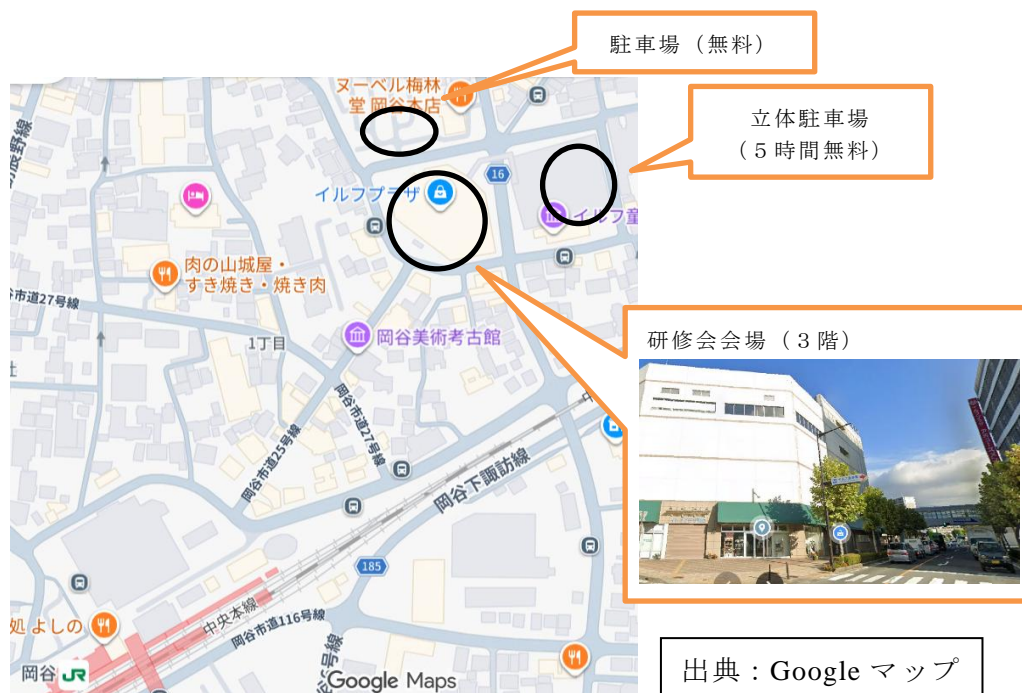 駐車場（無料）
ヌーベル梅林
堂 岡谷本店
立体駐車場
（５時間無料）
16
イルフプラザ
イルフ童
肉の山城屋・
すき焼き・焼き肉
市道27号線
1丁目
岡谷美術考古館
研修会会場（３階）
岡谷市道27号線
岡谷市道25号線
岡谷下諏訪線
185
中央本線
岡谷市道116号線
処 よしの
岡谷 JR
号線
Google Maps
出典：Google マップ